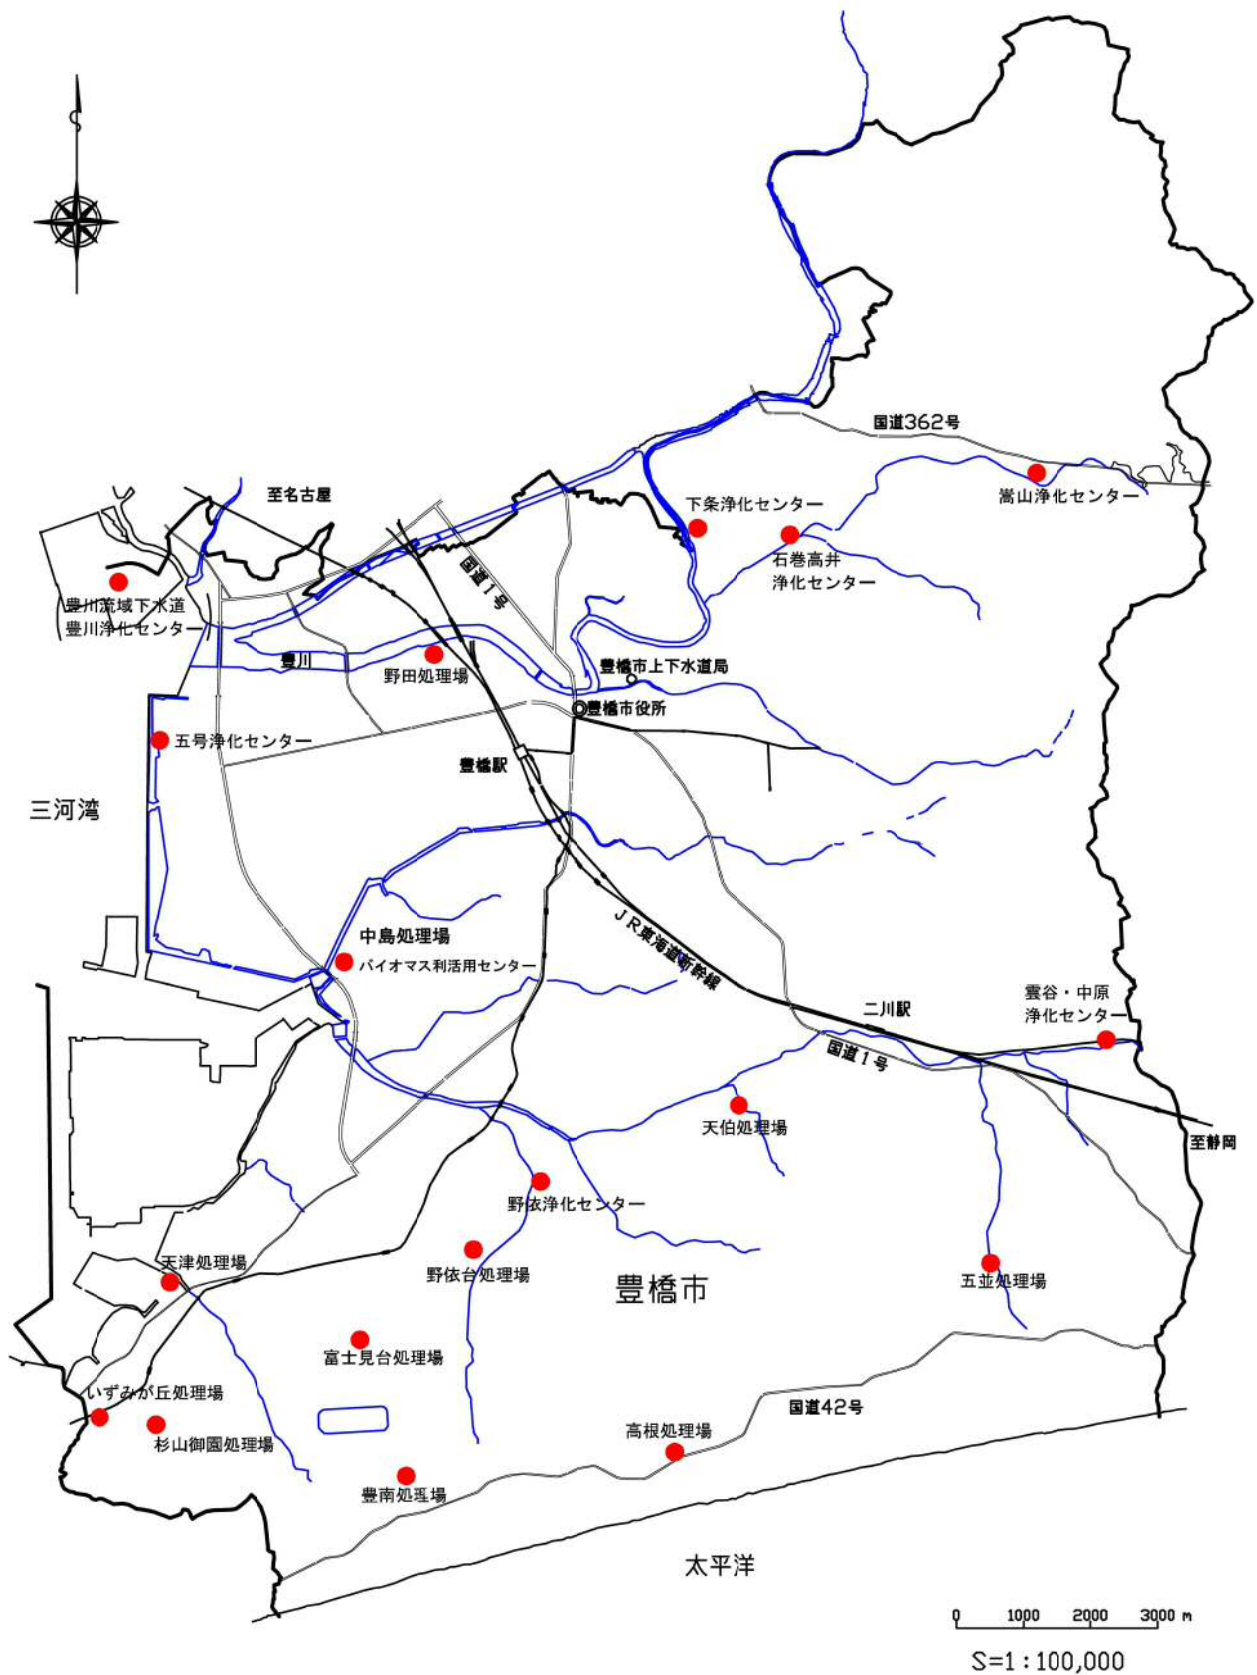 国道362号
嵩山浄化センター
至名古屋
下条浄化センター
石巻高井
浄化センター
国道1号
豊川流域下水道
豊川浄化センター
豊川
野田処理場
豊橋市上下水道局
豊橋市役所
五号浄化センター
豊橋駅
三河湾
中島処理場
バイオマス利活用センター
JR東海道新幹線
二川駅
雲谷・中原
浄化センター
国道1号
天伯処理場
至静岡
野依浄化センター
天津処理場
野依台処理場
豊橋市
五並処理場
富士見台処理場
いずみが丘処理場
杉山御園処理場
国道42号
高根処理場
豊南処理場
太平洋
0 1000 2000 3000 m
S=1:100,000